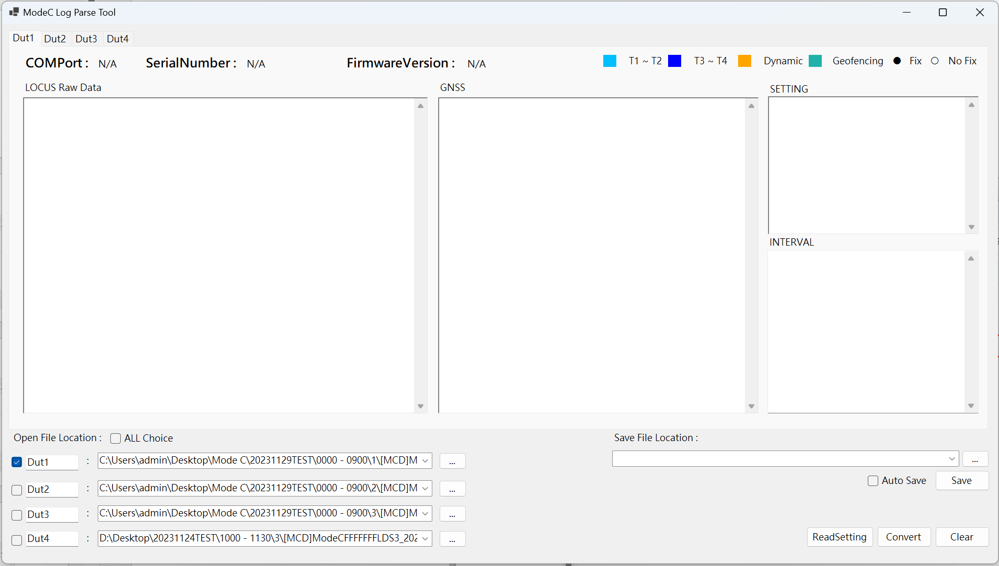 ModeC Log Parse Tool
Dut1 Dut2 Dut3 Dut4
COMPort : N/A SerialNumber : N/A FirmwareVersion : N/A T1 ~ T2 T3 ~ T4 Dynamic Geofencing Fix No Fix
LOCUS Raw Data GNSS SETTING
INTERVAL
Open File Location : ALL Choice Save File Location :
Dut1 : C:\Users\admin\Desktop\Mode C\20231129TEST\0000 - 0900\1\[MCD]M ... ...
Auto Save Save
Dut2 : C:\Users\admin\Desktop\Mode C\20231129TEST\0000 - 0900\2\[MCD]M ...
Dut3 : C:\Users\admin\Desktop\Mode C\20231129TEST\0000 - 0900\3\[MCD]M ...
Dut4 : D:\Desktop\20231124TEST\1000 - 1130\3\[MCD]ModeCFFFFFFFLDS3_202 ... ReadSetting Convert Clear